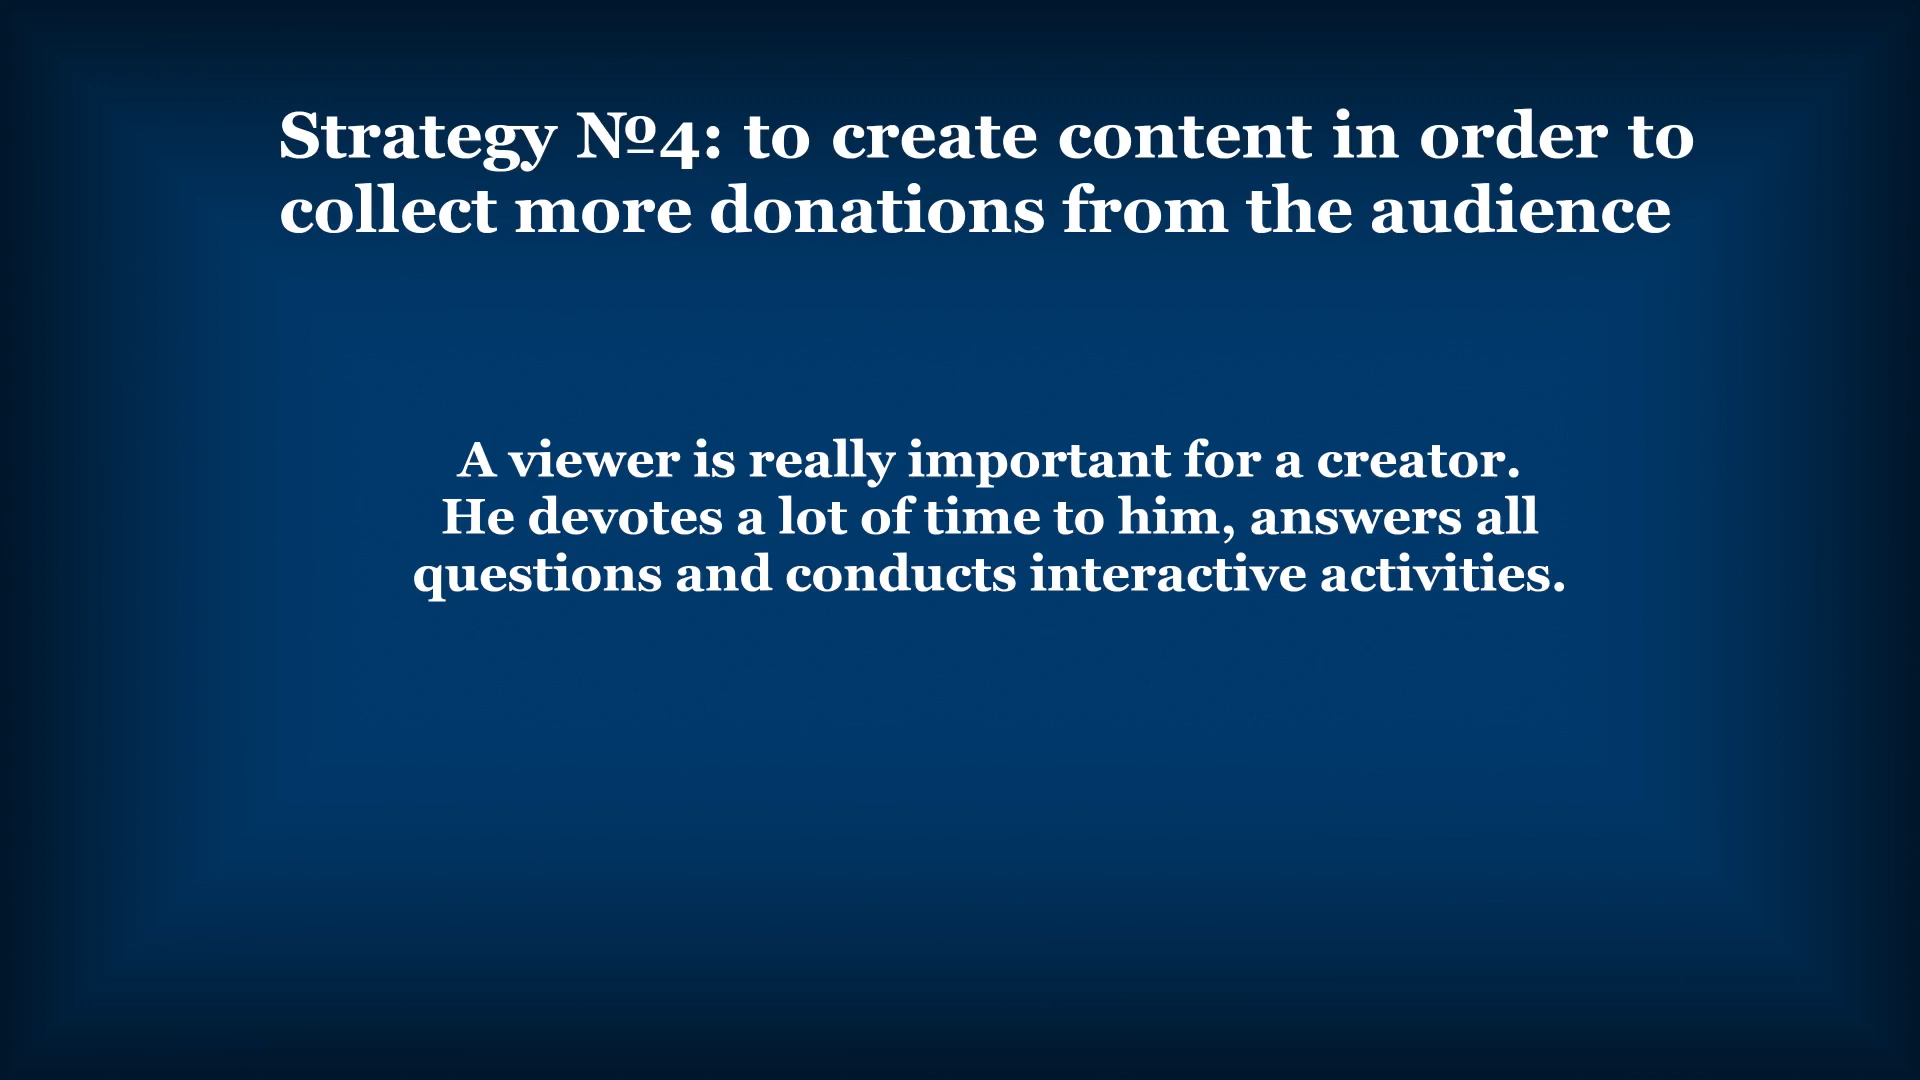 Strategy №4: to create content in order to
collect more donations from the audience
A viewer is really important for a creator.
He devotes a lot of time to him, answers all
questions and conducts interactive activities.